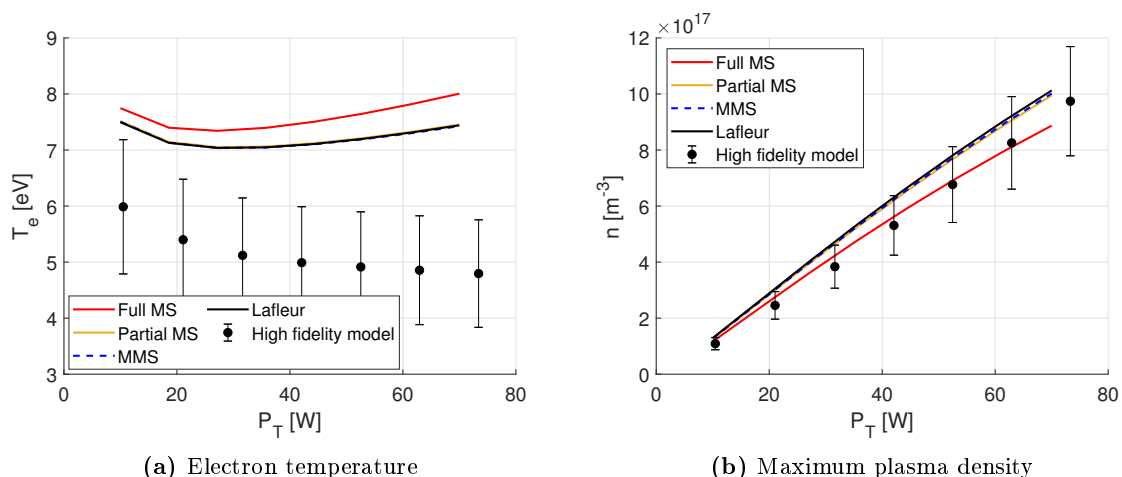 9
8
7
6
5
4
3
T_e [eV]
Full MS
Partial MS
MMS
Lafleur
High fidelity model
0 20 40 60 80
P_T [W]
(a) Electron temperature
×10^17
12
10
8
6
4
2
0
n [m^-3]
Full MS
Partial MS
MMS
Lafleur
High fidelity model
0 20 40 60 80
P_T [W]
(b) Maximum plasma density